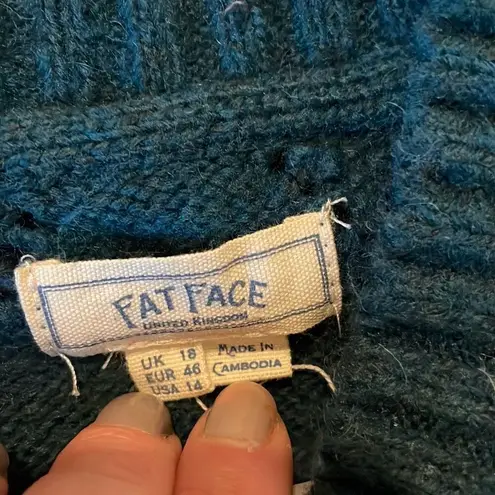 FAT FACE
UNITED KINGDOM
UK 18
EUR 46
USA 14
MADE IN
CAMBODIA